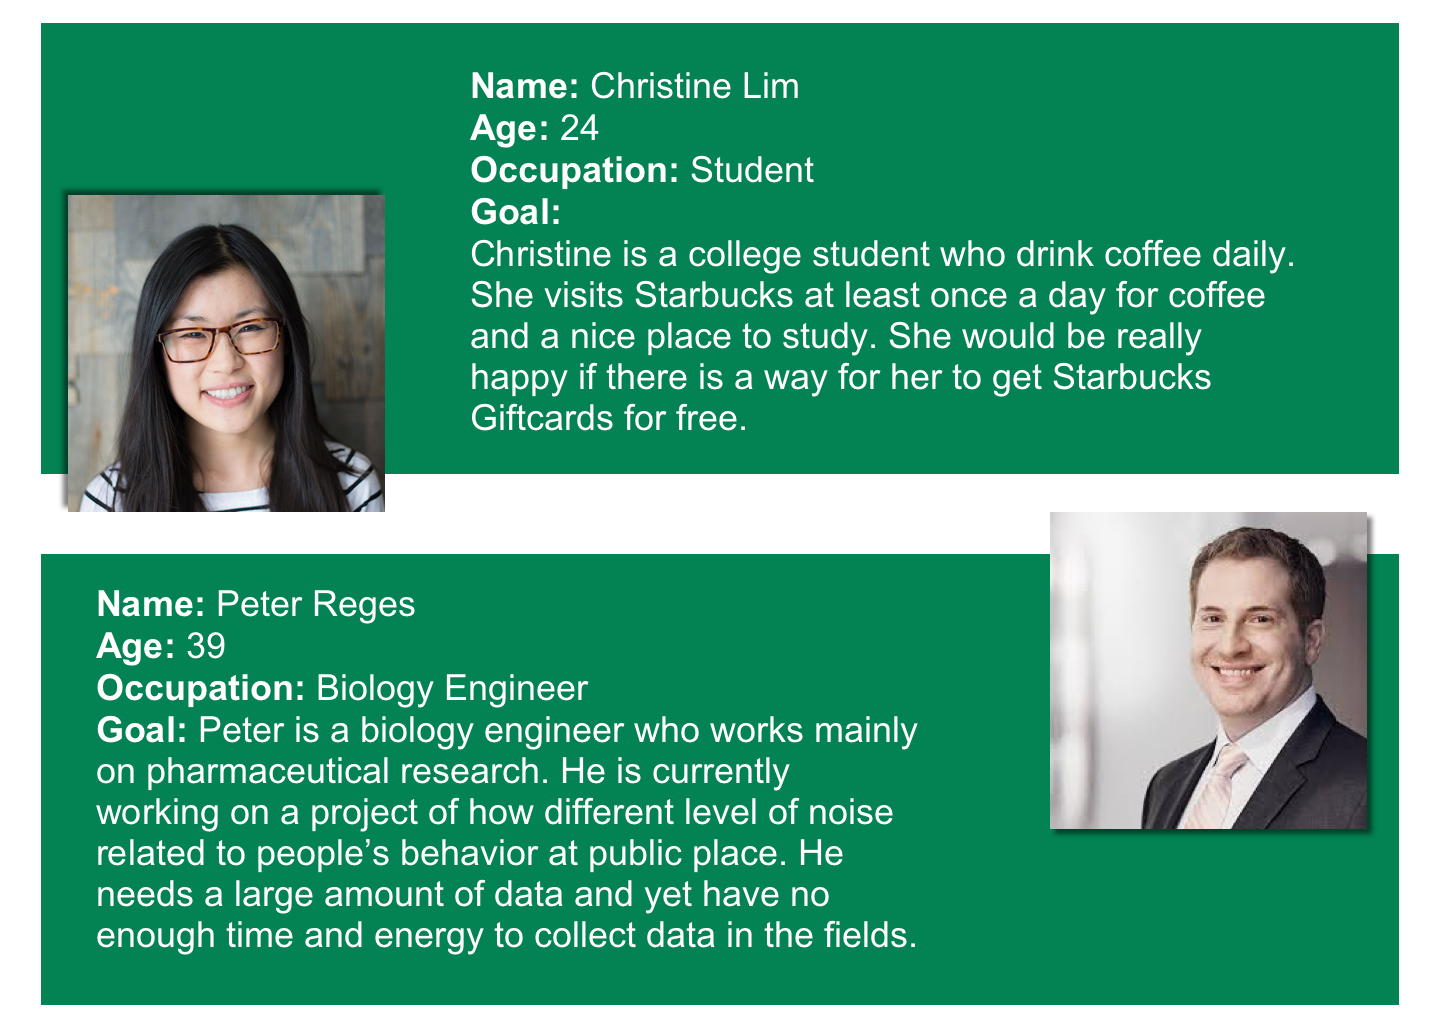 Name: Christine Lim
Age: 24
Occupation: Student
Goal:
Christine is a college student who drink coffee daily.
She visits Starbucks at least once a day for coffee
and a nice place to study. She would be really
happy if there is a way for her to get Starbucks
Giftcards for free.
Name: Peter Reges
Age: 39
Occupation: Biology Engineer
Goal: Peter is a biology engineer who works mainly
on pharmaceutical research. He is currently
working on a project of how different level of noise
related to people’s behavior at public place. He
needs a large amount of data and yet have no
enough time and energy to collect data in the fields.